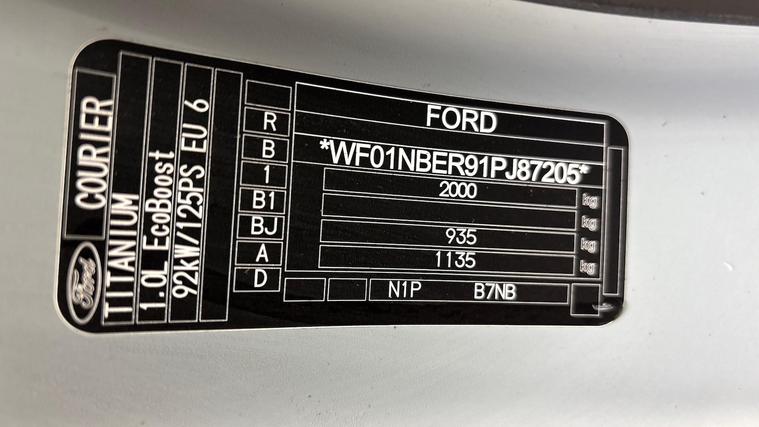 Ford
COURIER
TITANIUM
1.0L EcoBoost
92kW/125PS EU 6
R
B
1
B1
BJ
A
D
FORD
*WF01NBER91PJ87205*
2000 kg
kg
935 kg
1135 kg
N1P B7NB